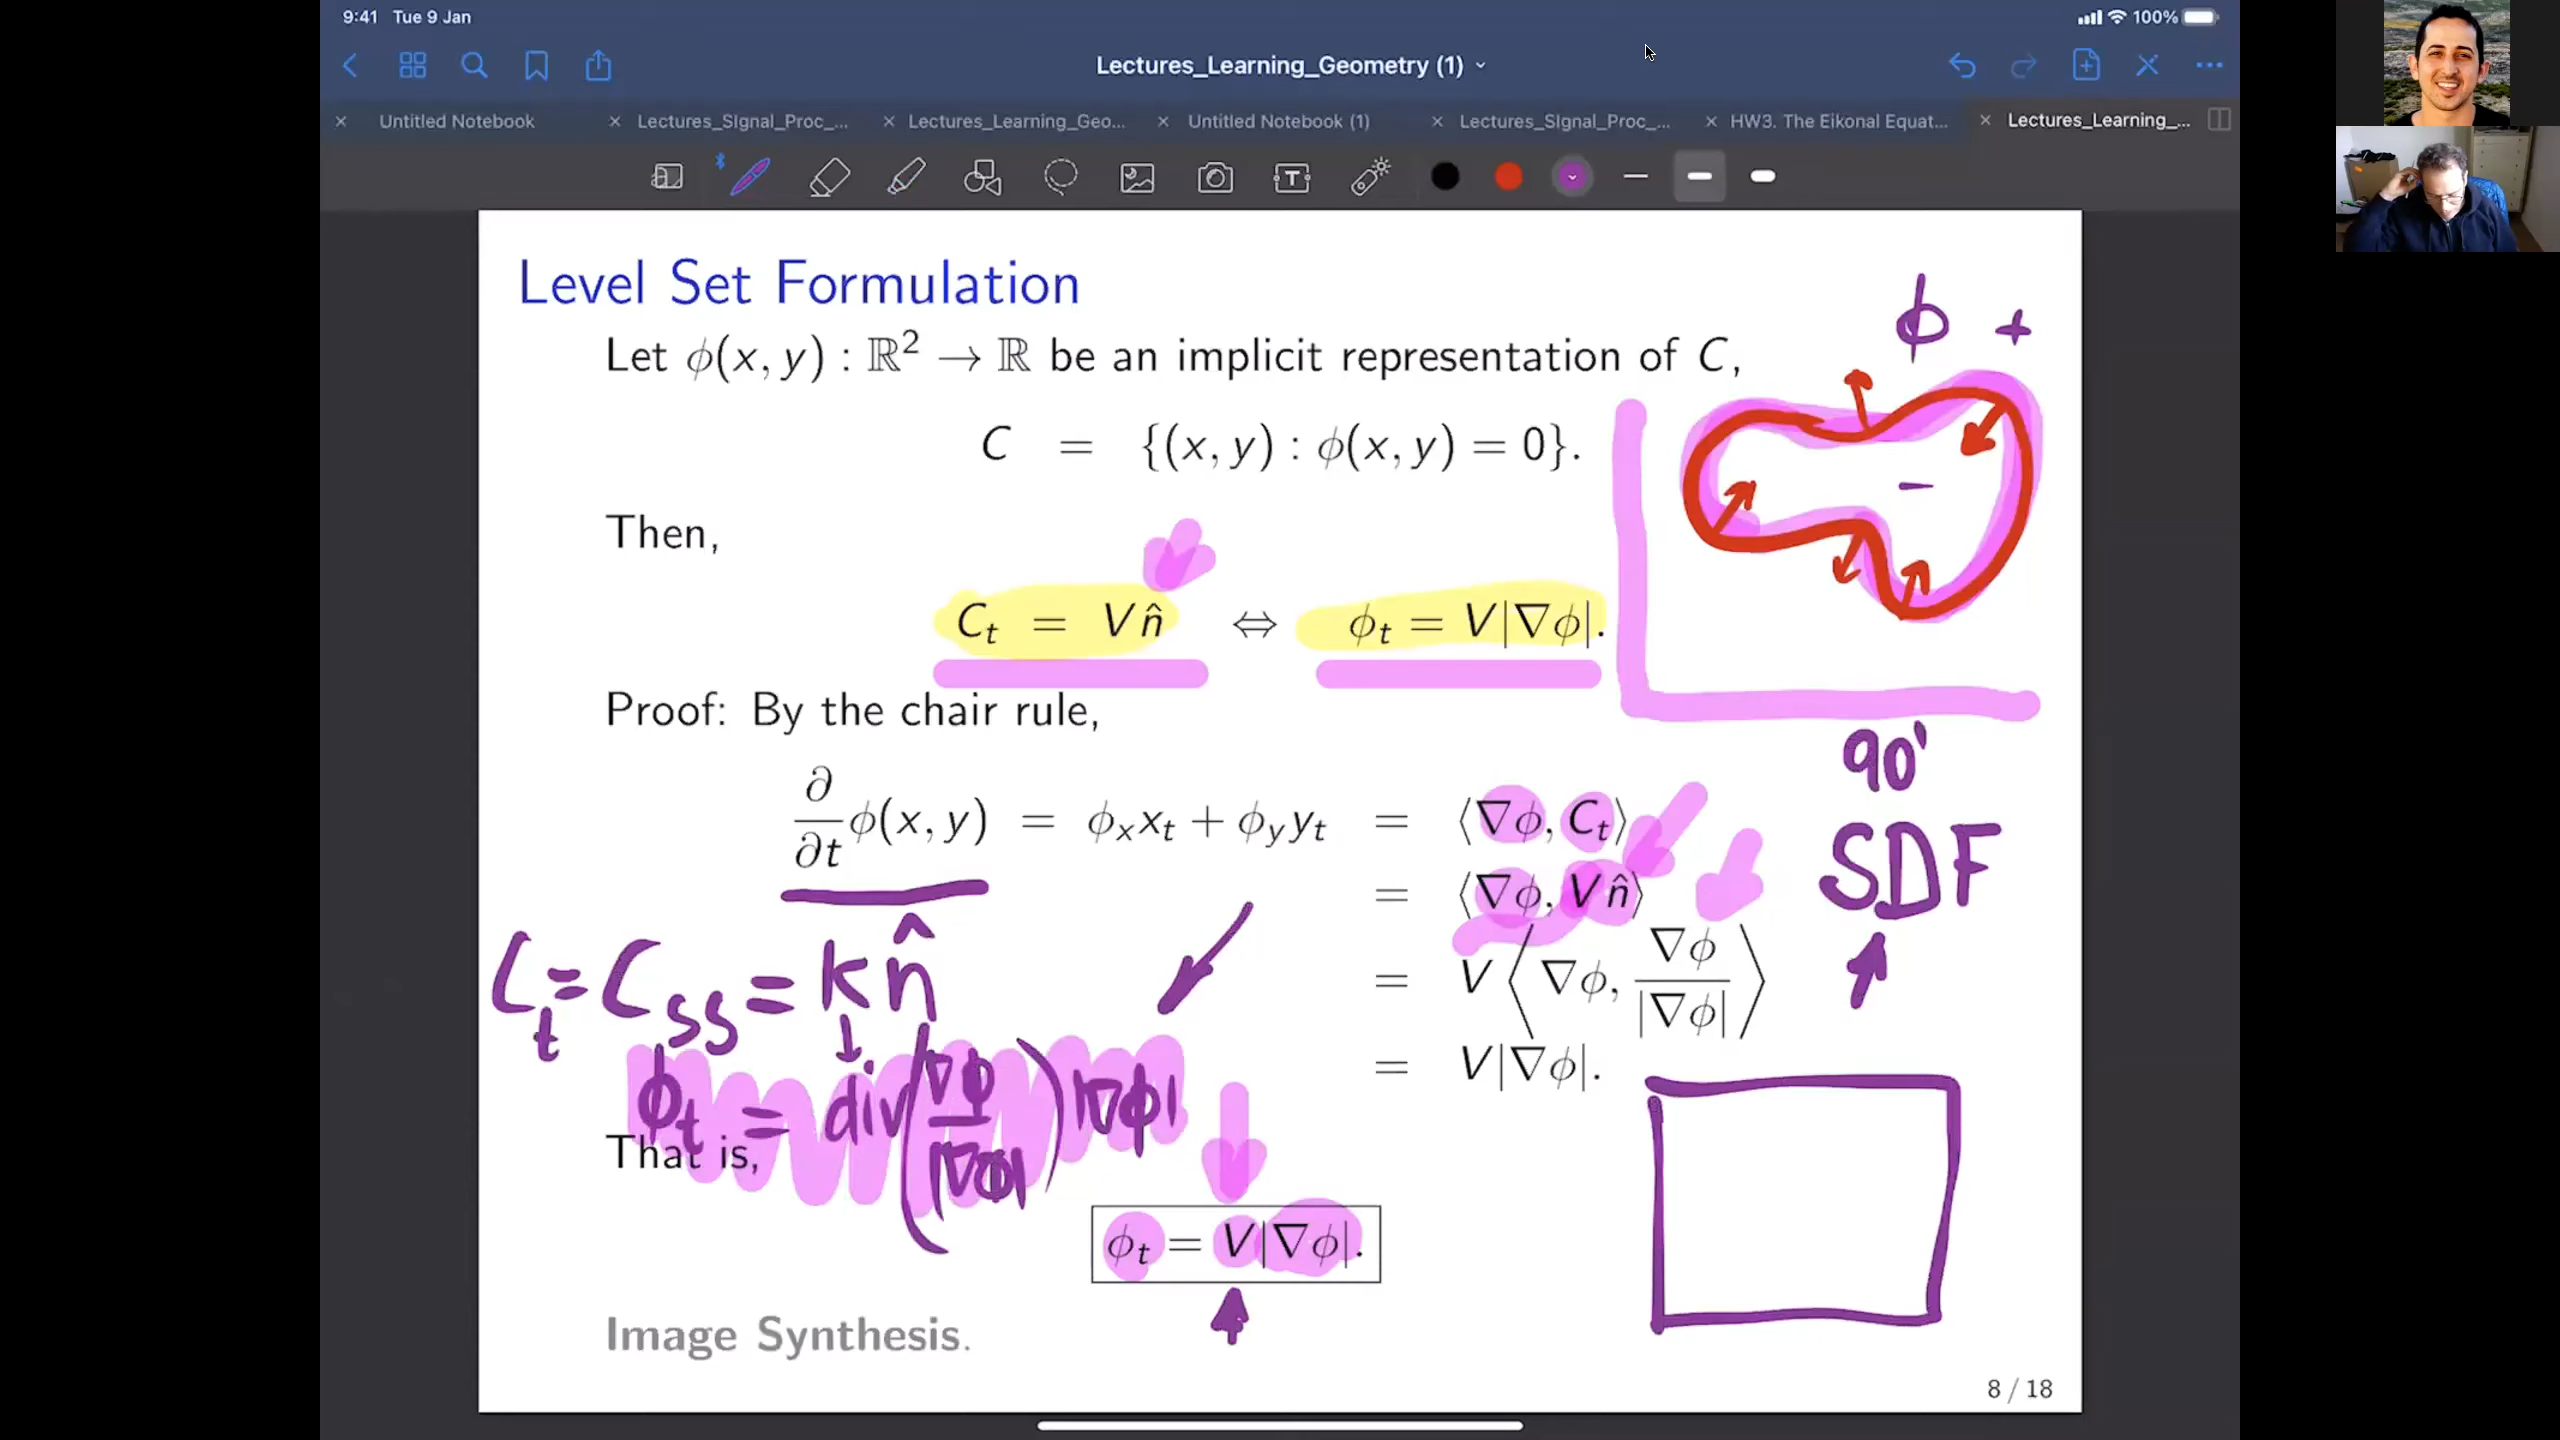 9:41 Tue 9 Jan
100%
Lectures_Learning_Geometry (1)
Untitled Notebook
Lectures_SIgnal_Proc_...
Lectures_Learning_Geo...
Untitled Notebook (1)
Lectures_SIgnal_Proc_...
HW3. The Eikonal Equat...
Lectures_Learning_...
Level Set Formulation
Let ϕ(x, y) : ℝ² → ℝ be an implicit representation of C,
C = {(x, y) : ϕ(x, y) = 0}.
ϕ +
−
Then,
C_t = V n̂ ⇔ ϕ_t = V|∇ϕ|.
Proof: By the chair rule,
90'
∂/∂t ϕ(x, y) = ϕ_x x_t + ϕ_y y_t = ⟨∇ϕ, C_t⟩
SDF
= ⟨∇ϕ, V n̂⟩
C_t = C_ss = k n̂
= V ⟨∇ϕ, ∇ϕ/|∇ϕ|⟩
= V|∇ϕ|.
ϕ_t = div(∇ϕ/|∇ϕ|)|∇ϕ|
That is,
ϕ_t = V|∇ϕ|.
Image Synthesis.
8 / 18